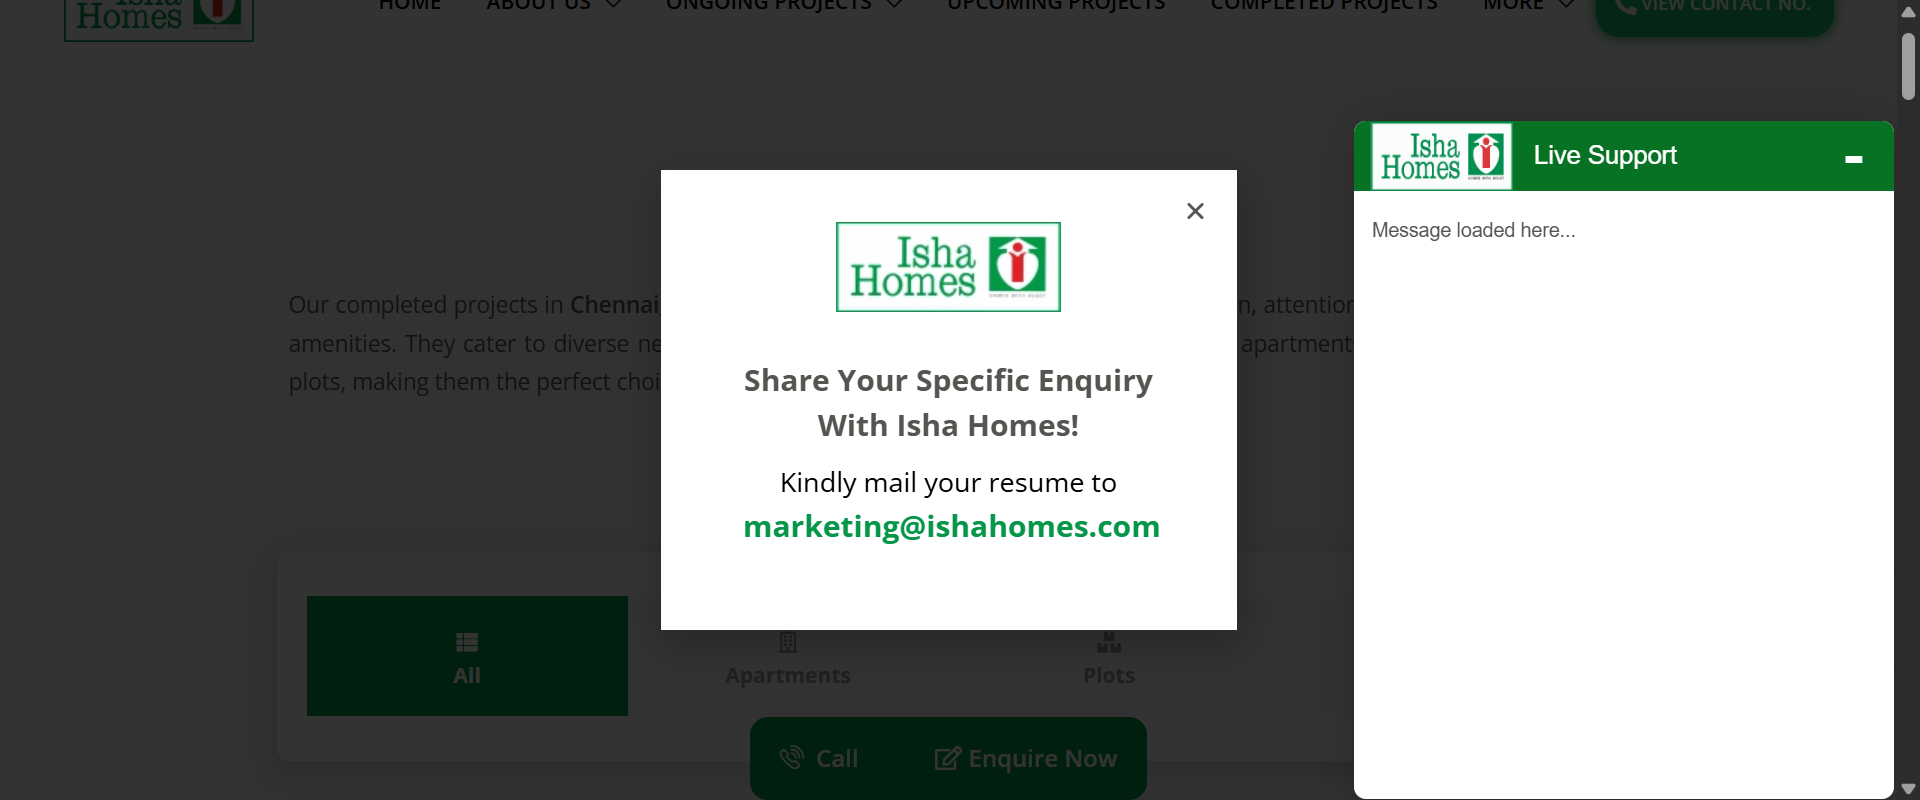 Isha
Homes
HOME
ABOUT US
ONGOING PROJECTS
UPCOMING PROJECTS
COMPLETED PROJECTS
MORE
VIEW CONTACT NO.
Isha
Homes
Live Support
Message loaded here...
Isha
Homes
Share Your Specific Enquiry
With Isha Homes!
Kindly mail your resume to
marketing@ishahomes.com
Our completed projects in Chennai
n, attention
amenities. They cater to diverse ne
apartment
plots, making them the perfect choi
All
Apartments
Plots
Call
Enquire Now